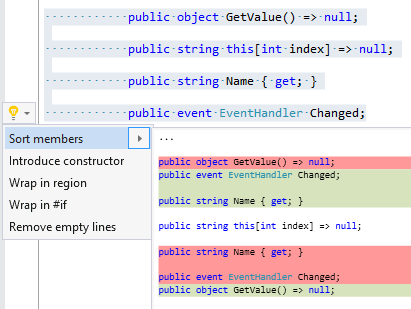 public object GetValue() => null;
public string this[int index] => null;
public string Name { get; }
public event EventHandler Changed;
Sort members
Introduce constructor
Wrap in region
Wrap in #if
Remove empty lines
...
public object GetValue() => null;
public event EventHandler Changed;
public string Name { get; }
public string this[int index] => null;
public string Name { get; }
public event EventHandler Changed;
public object GetValue() => null;